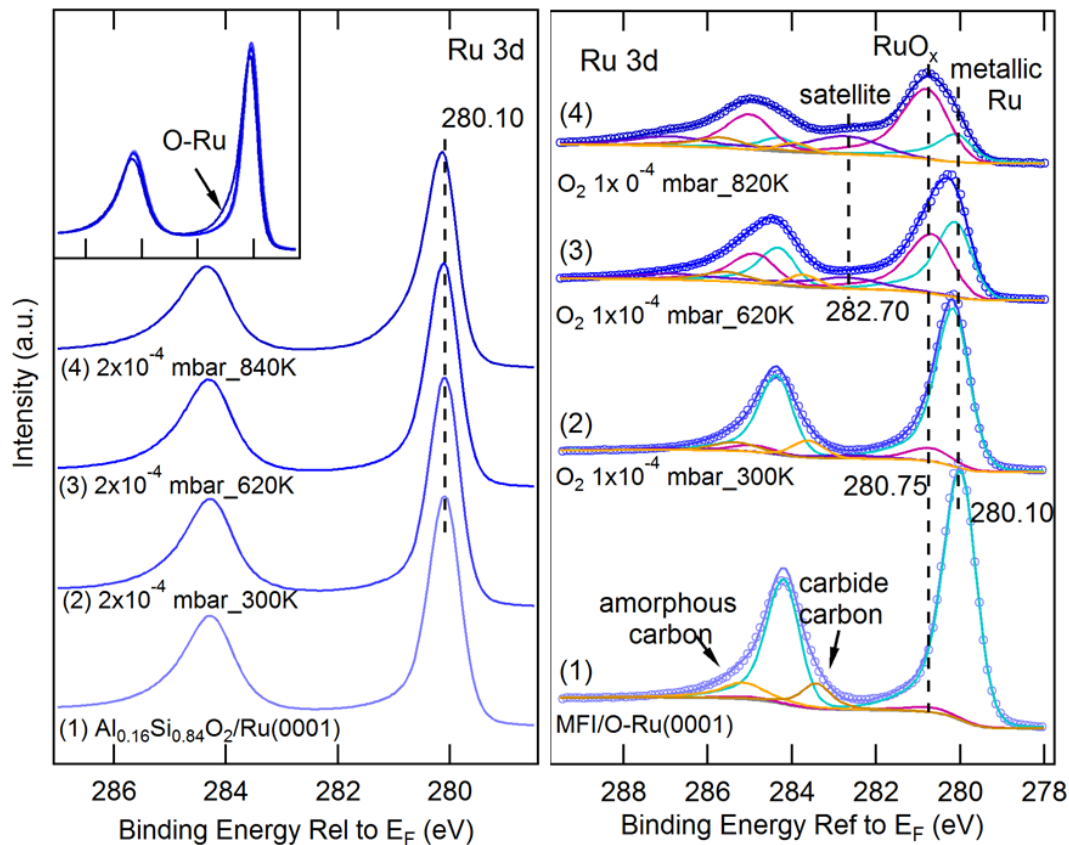 Ru 3d
280.10
O-Ru
(4) 2x10⁻⁴ mbar_840K
(3) 2x10⁻⁴ mbar_620K
(2) 2x10⁻⁴ mbar_300K
(1) Al₀.₁₆Si₀.₈₄O₂/Ru(0001)
Intensity (a.u.)
286 284 282 280
Binding Energy Rel to E_F (eV)
Ru 3d
RuOₓ
metallic
Ru
satellite
(4)
O₂ 1x 0⁻⁴ mbar_820K
(3)
O₂ 1x10⁻⁴ mbar_620K
282.70
(2)
O₂ 1x10⁻⁴ mbar_300K
280.75
280.10
amorphous
carbon
carbide
carbon
(1)
MFI/O-Ru(0001)
288 286 284 282 280 278
Binding Energy Ref to E_F (eV)